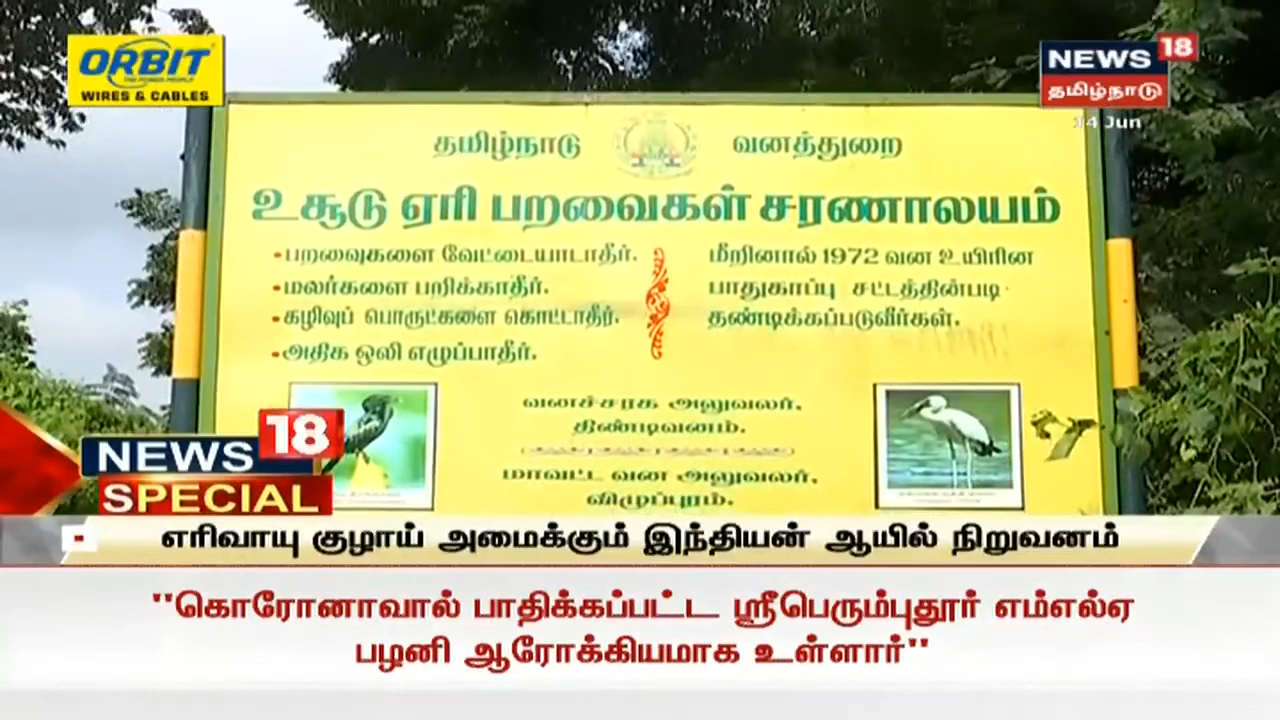 ORBIT
WIRES & CABLES
NEWS 18
தமிழ்நாடு
14 Jun
தமிழ்நாடு வனத்துறை
உசூடு ஏரி பறவைகள் சரணாலயம்
•பறவைகளை வேட்டையாடாதீர்.
•மலர்களை பறிக்காதீர்.
•கழிவுப் பொருட்களை கொட்டாதீர்.
•அதிக ஒலி எழுப்பாதீர்.
மீறினால் 1972 வன உயிரின
பாதுகாப்பு சட்டத்தின்படி
தண்டிக்கப்படுவீர்கள்.
வனச்சரக அலுவலர்,
திண்டிவனம்.
மாவட்ட வன அலுவலர்,
விழுப்புரம்.
NEWS 18
SPECIAL
எரிவாயு குழாய் அமைக்கும் இந்தியன் ஆயில் நிறுவனம்
"கொரோனாவால் பாதிக்கப்பட்ட ஸ்ரீபெரும்புதூர் எம்எல்ஏ
பழனி ஆரோக்கியமாக உள்ளார்"